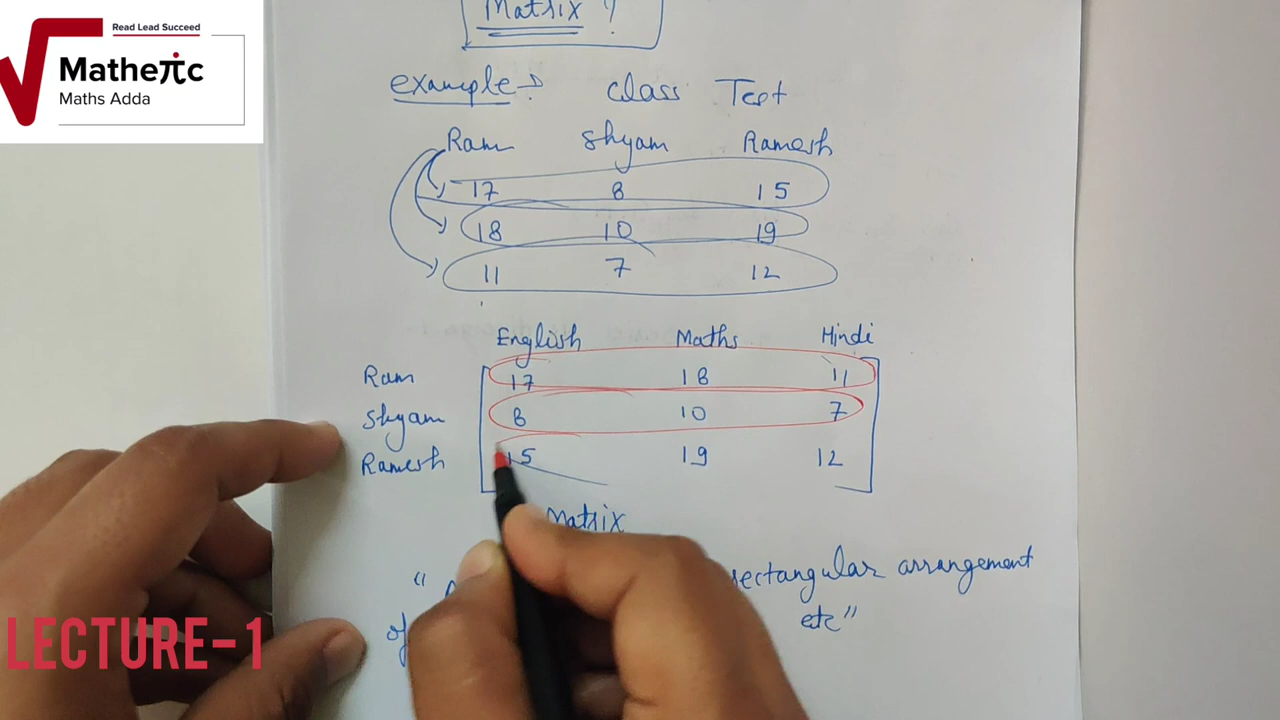 Read Lead Succeed
Matheπc
Maths Adda
Matrix ?
example →
class Test
Ram Shyam Ramesh
17 8 15
18 10 19
11 7 12
English Maths Hindi
Ram 17 18 11
Shyam 8 10 7
Ramesh 15 19 12
Matrix
" rectangular arrangement
of etc"
LECTURE-1